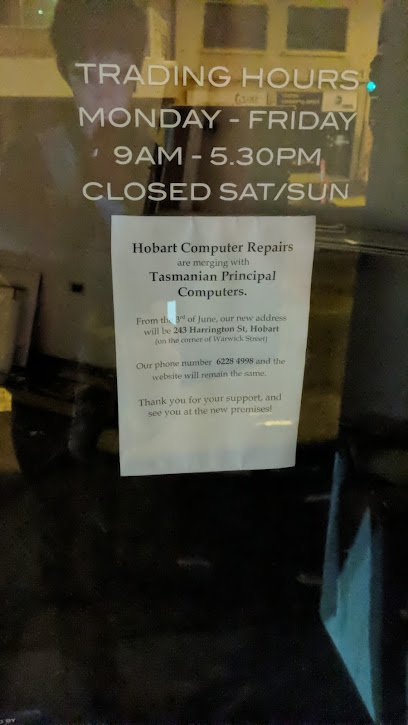 TRADING HOURS
MONDAY - FRIDAY
9AM - 5.30PM
CLOSED SAT/SUN
Hobart Computer Repairs
are merging with
Tasmanian Principal
Computers.
From the 3rd of June, our new address
will be 243 Harrington St, Hobart
(on the corner of Warwick Street)
Our phone number 6228 4998 and the
website will remain the same.
Thank you for your support, and
see you at the new premises!